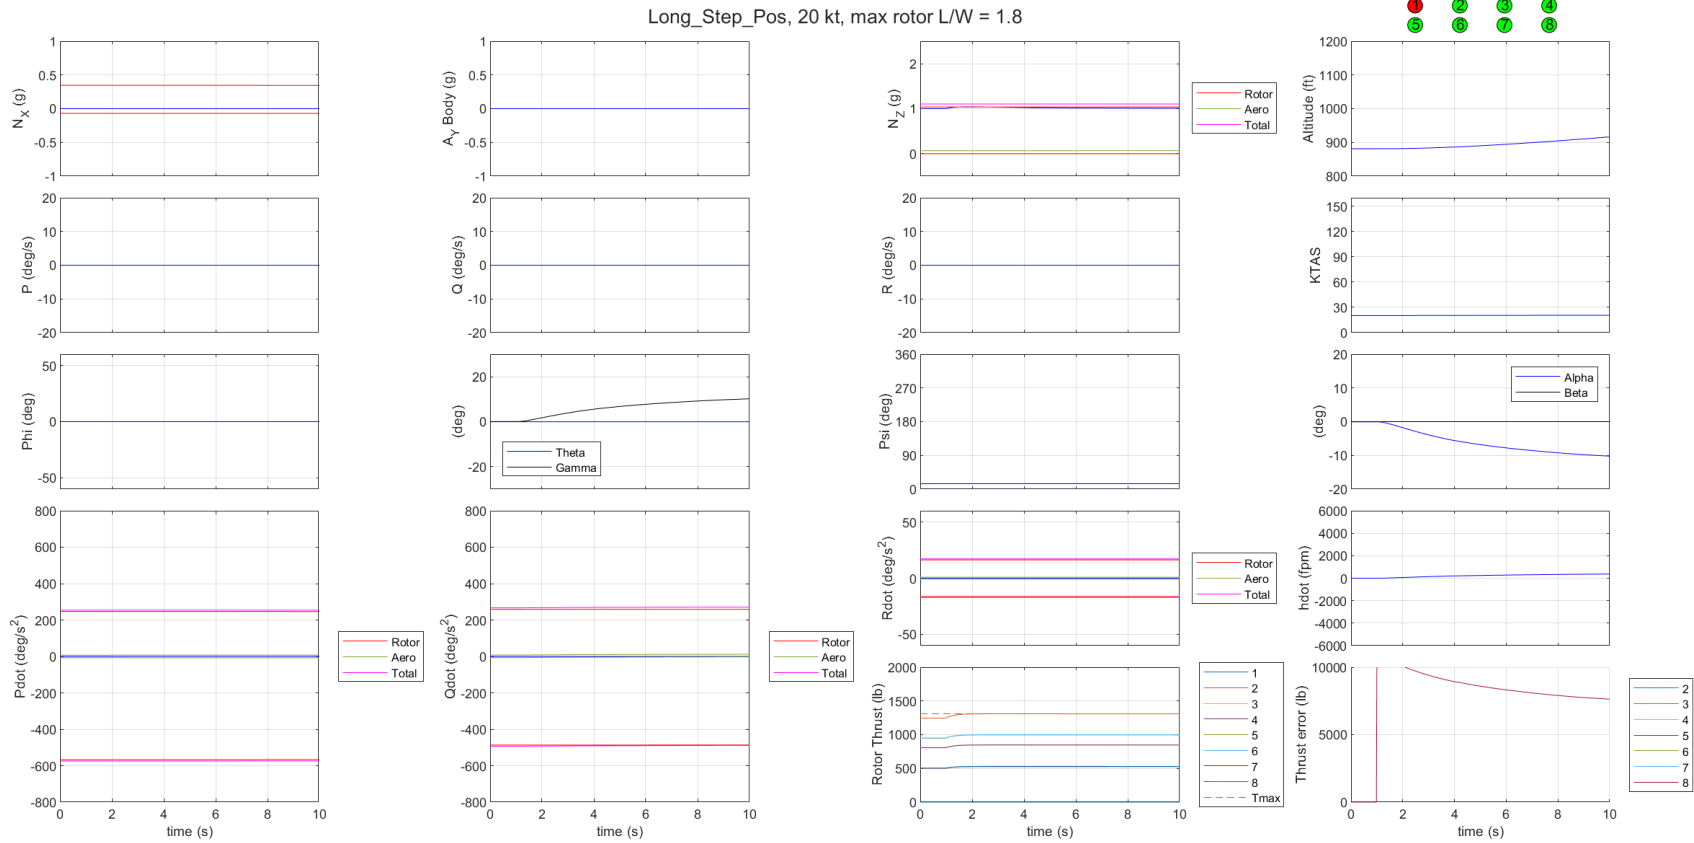 Long_Step_Pos, 20 kt, max rotor L/W = 1.8
1 2 3 4
5 6 7 8
N_X (g)
1
0.5
0
-0.5
-1
A_Y Body (g)
1
0.5
0
-0.5
-1
N_Z (g)
2
1
0
Rotor
Aero
Total
Altitude (ft)
1200
1100
1000
900
800
P (deg/s)
20
10
0
-10
-20
Q (deg/s)
20
10
0
-10
-20
R (deg/s)
20
10
0
-10
-20
KTAS
150
120
90
60
30
0
Phi (deg)
50
0
-50
(deg)
20
0
-20
Theta
Gamma
Psi (deg)
360
270
180
90
0
(deg)
20
10
0
-10
-20
Alpha
Beta
Pdot (deg/s²)
800
600
400
200
0
-200
-400
-600
-800
0 2 4 6 8 10
time (s)
Rotor
Aero
Total
Qdot (deg/s²)
800
600
400
200
0
-200
-400
-600
-800
0 2 4 6 8 10
time (s)
Rotor
Aero
Total
Rdot (deg/s²)
50
0
-50
Rotor
Aero
Total
hdot (fpm)
6000
4000
2000
0
-2000
-4000
-6000
Rotor Thrust (lb)
2000
1500
1000
500
0
0 2 4 6 8 10
time (s)
1
2
3
4
5
6
7
8
Tmax
Thrust error (lb)
10000
5000
0
0 2 4 6 8 10
time (s)
2
3
4
5
6
7
8